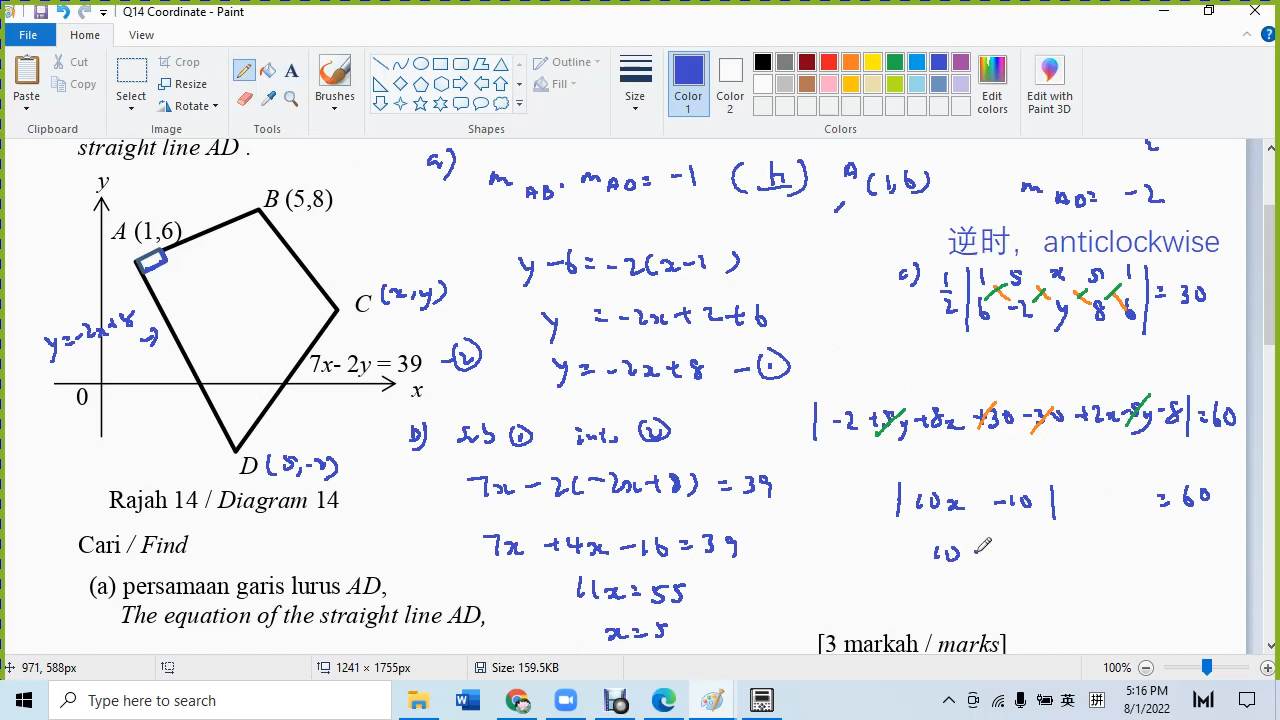 Q14 Coordinate - Paint
File Home View
Paste
Cut
Copy
Clipboard
Select
Crop
Resize
Rotate
Image
A
Tools
Brushes
Outline
Fill
Shapes
Size
Color 1
Color 2
Edit colors
Edit with Paint 3D
Colors
straight line AD .
y
B (5,8)
A (1,6)
C (x,y)
y=-2x+8
7x- 2y = 39 - ②
0
x
D (5,-2)
Rajah 14 / Diagram 14
Cari / Find
(a) persamaan garis lurus AD,
The equation of the straight line AD,
a) m AB . m AD = -1 (h) A (1,6)
y -6 = -2(x-1)
y = -2x+2+6
y = -2x+8 - ①
b) sub ① into ②
7x - 2(-2x+8) = 39
7x +4x -16 = 39
11x = 55
x = 5
2
m AD = -2
逆时，anticlockwise
c) 1/2 | 1 5 x 5 1 | = 30
6 -2 y 8 6
| -2 +5y +8x +30 -30 +2x -5y -8 | = 60
| 10x -10 | = 60
10
[3 markah / marks]
971, 588px
1241 × 1755px
Size: 159.5KB
100%
Type here to search
英
拼
5:16 PM
8/1/2022